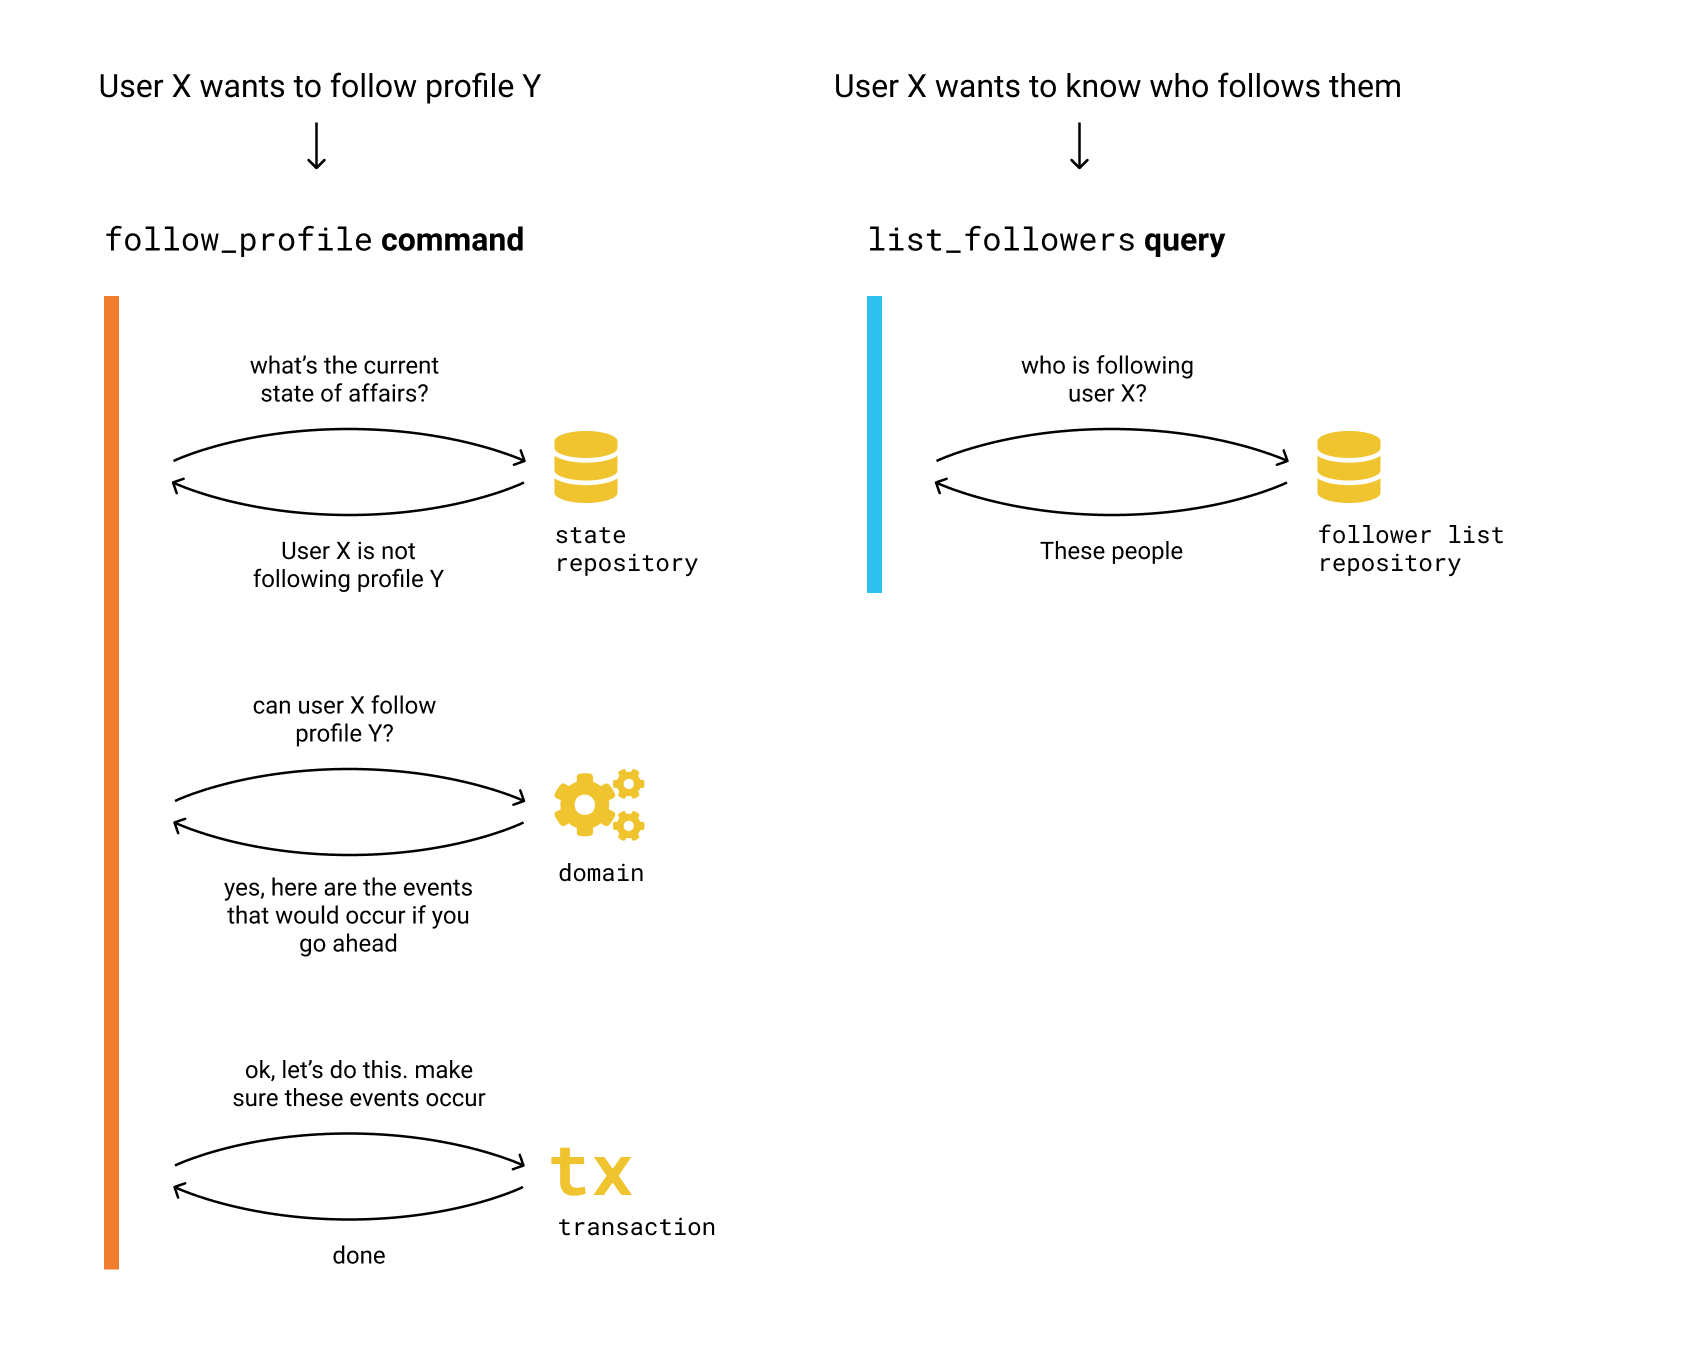 User X wants to follow profile Y
follow_profile command
what's the current
state of affairs?
User X is not
following profile Y
state
repository
can user X follow
profile Y?
yes, here are the events
that would occur if you
go ahead
domain
ok, let's do this. make
sure these events occur
tx
transaction
done
User X wants to know who follows them
list_followers query
who is following
user X?
These people
follower list
repository